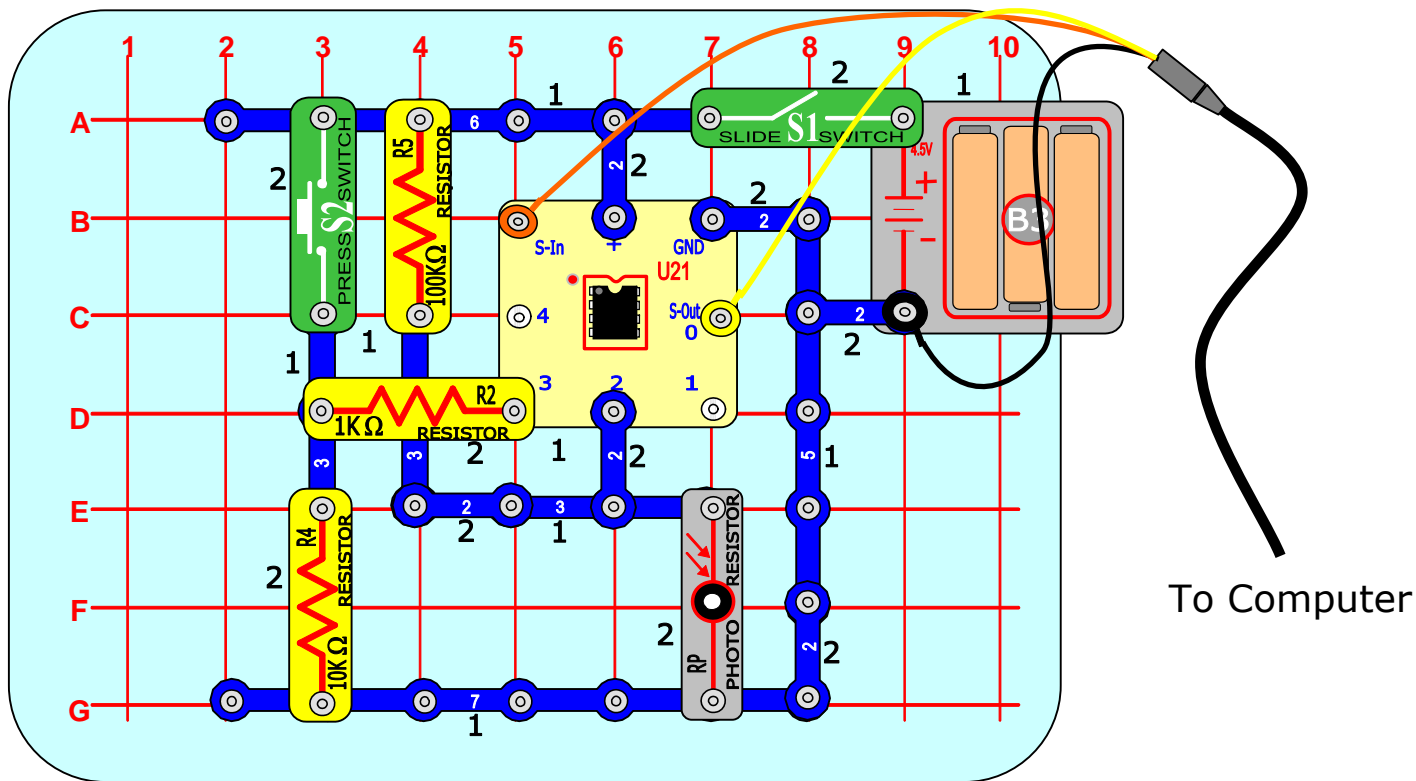 1 2 3 4 5 6 7 8 9 10
A
B
C
D
E
F
G
6
1
2
2
SLIDE S1 SWITCH
2
1
PRESS S2 SWITCH
2
R5
RESISTOR
100KΩ
1
1
S-In
+
GND
U21
4
S-Out
0
3
2
1
2
2
4.5V
+
-
B3
2
2
1KΩ
R2
RESISTOR
2
3
3
1
2
2
5
1
2
2
3
1
R4
RESISTOR
10KΩ
2
RP
PHOTO RESISTOR
2
2
2
7
1
To Computer